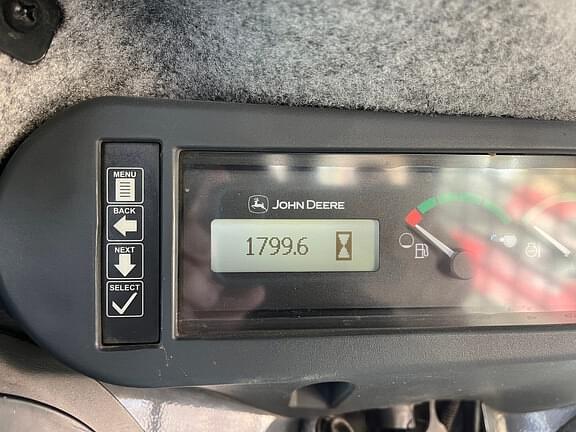 MENU
BACK
NEXT
SELECT
JOHN DEERE
1799.6